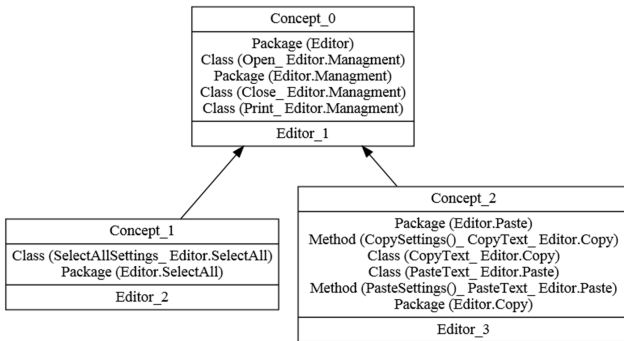 Concept_0
Package (Editor)
Class (Open_ Editor.Managment)
Package (Editor.Managment)
Class (Close_ Editor.Managment)
Class (Print_ Editor.Managment)
Editor_1
Concept_1
Class (SelectAllSettings_ Editor.SelectAll)
Package (Editor.SelectAll)
Editor_2
Concept_2
Package (Editor.Paste)
Method (CopySettings()_ CopyText_ Editor.Copy)
Class (CopyText_ Editor.Copy)
Class (PasteText_ Editor.Paste)
Method (PasteSettings()_ PasteText_ Editor.Paste)
Package (Editor.Copy)
Editor_3